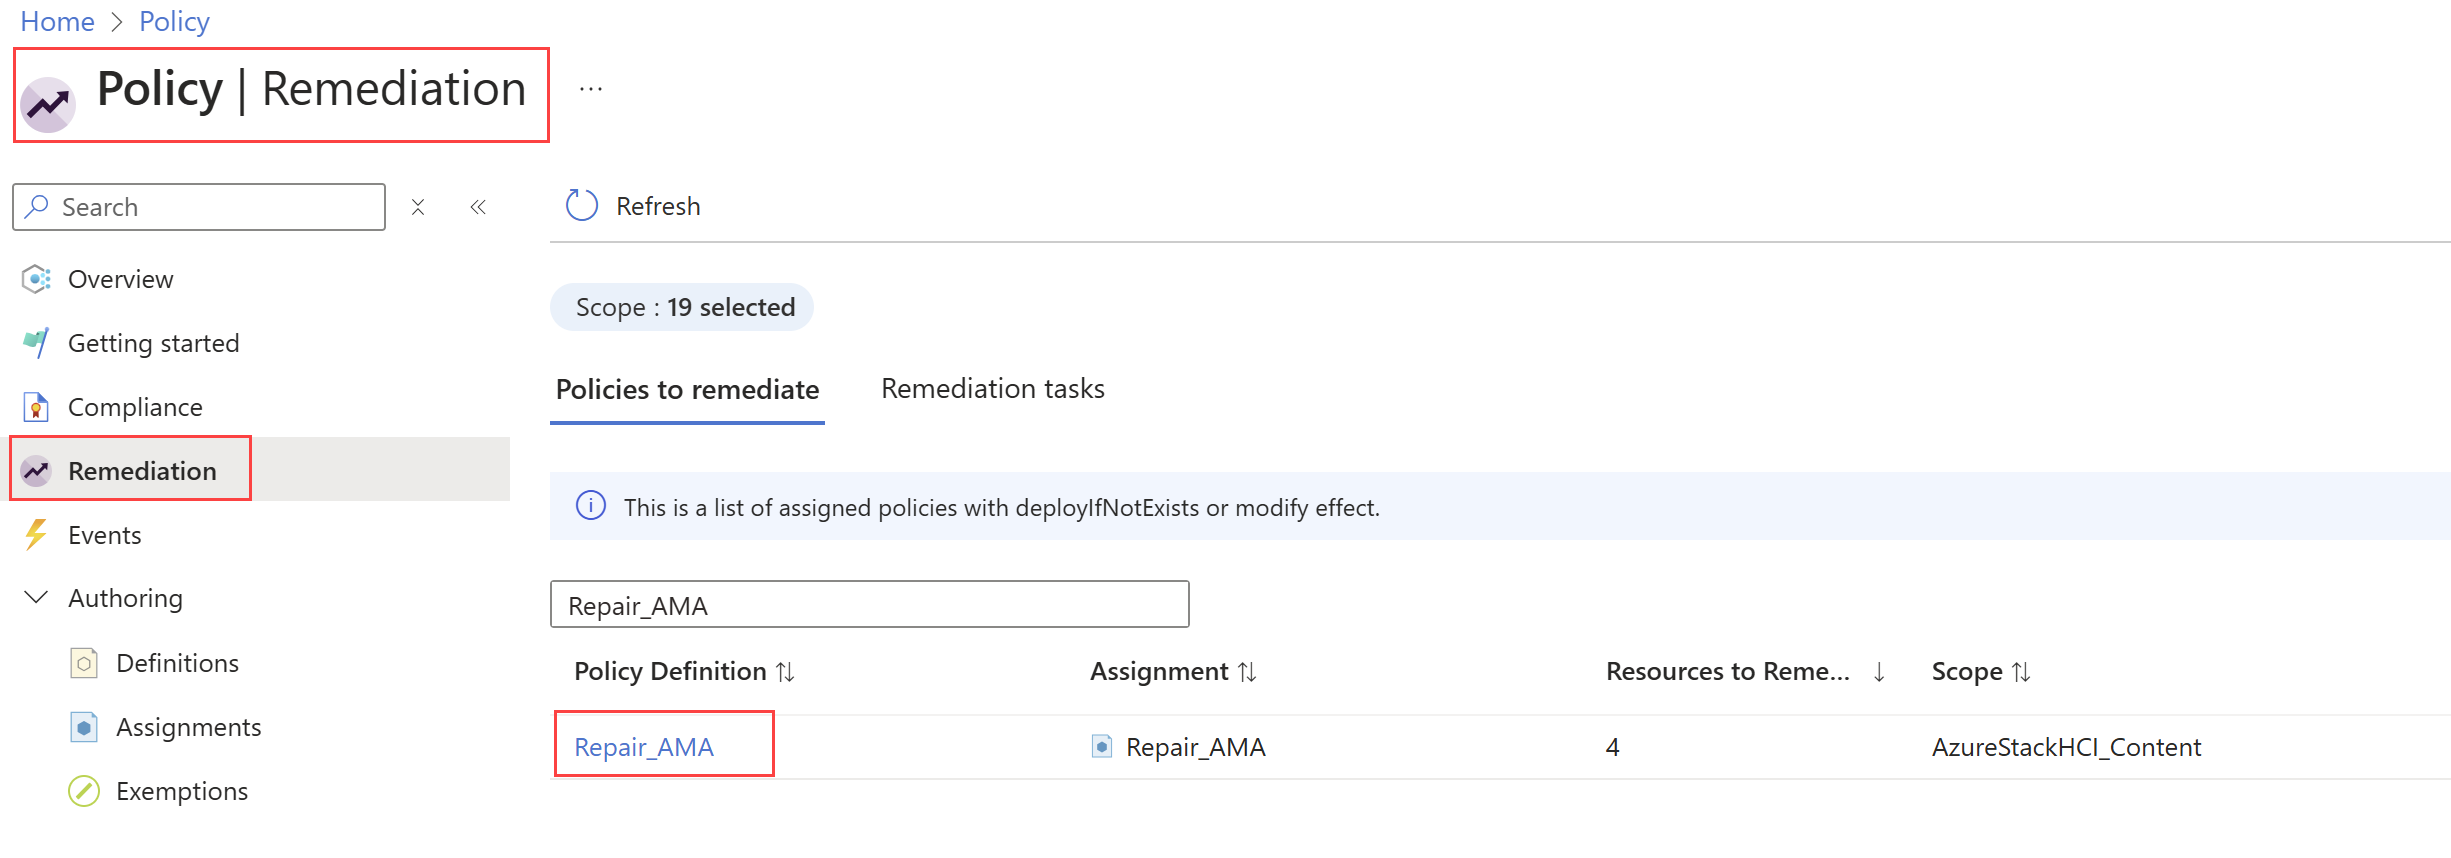 Home > Policy
Policy | Remediation ...
Search
Refresh
Overview
Getting started
Compliance
Remediation
Events
Authoring
Definitions
Assignments
Exemptions
Scope : 19 selected
Policies to remediate
Remediation tasks
This is a list of assigned policies with deployIfNotExists or modify effect.
Repair_AMA
Policy Definition
Assignment
Resources to Reme...
Scope
Repair_AMA
Repair_AMA
4
AzureStackHCI_Content